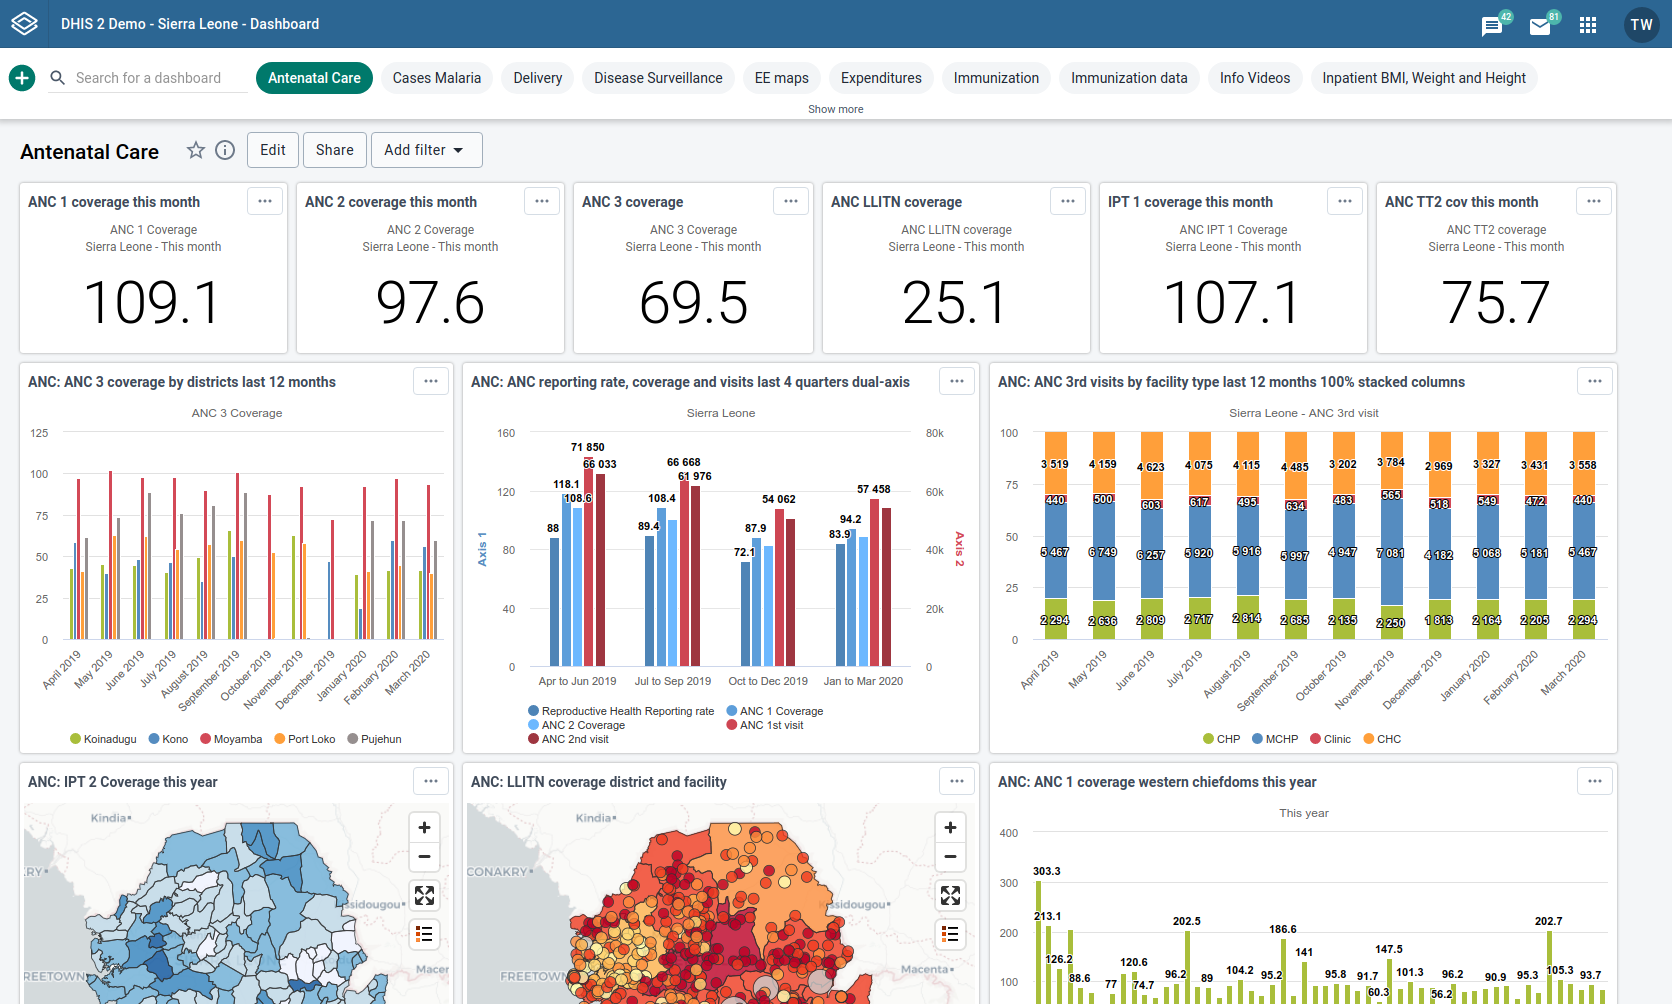 DHIS 2 Demo - Sierra Leone - Dashboard
42
81
TW
Search for a dashboard
Antenatal Care
Cases Malaria
Delivery
Disease Surveillance
EE maps
Expenditures
Immunization
Immunization data
Info Videos
Inpatient BMI, Weight and Height
Show more
Antenatal Care
Edit
Share
Add filter
ANC 1 coverage this month
ANC 1 Coverage
Sierra Leone - This month
109.1
ANC 2 coverage this month
ANC 2 Coverage
Sierra Leone - This month
97.6
ANC 3 coverage
ANC 3 Coverage
Sierra Leone - This month
69.5
ANC LLITN coverage
ANC LLITN coverage
Sierra Leone - This month
25.1
IPT 1 coverage this month
ANC IPT 1 Coverage
Sierra Leone - This month
107.1
ANC TT2 cov this month
ANC TT2 coverage
Sierra Leone - This month
75.7
ANC: ANC 3 coverage by districts last 12 months
ANC 3 Coverage
125
100
75
50
25
0
April 2019
May 2019
June 2019
July 2019
August 2019
September 2019
October 2019
November 2019
December 2019
January 2020
February 2020
March 2020
Koinadugu
Kono
Moyamba
Port Loko
Pujehun
ANC: ANC reporting rate, coverage and visits last 4 quarters dual-axis
Sierra Leone
160
120
80
40
0
Axis 1
80k
60k
40k
20k
0
Axis 2
88
118.1
108.6
71 850
66 033
89.4
108.4
66 668
61 976
72.1
87.9
54 062
83.9
94.2
57 458
Apr to Jun 2019
Jul to Sep 2019
Oct to Dec 2019
Jan to Mar 2020
Reproductive Health Reporting rate
ANC 1 Coverage
ANC 2 Coverage
ANC 1st visit
ANC 2nd visit
ANC: ANC 3rd visits by facility type last 12 months 100% stacked columns
Sierra Leone - ANC 3rd visit
100
75
50
25
0
3 519
4 159
4 623
4 075
4 115
4 485
3 202
3 784
2 969
3 327
3 431
3 558
440
500
603
617
495
634
483
565
518
549
472
440
5 467
6 749
6 257
5 920
5 916
5 997
4 947
7 081
4 182
5 068
5 181
5 467
2 294
2 636
2 809
2 717
2 814
2 685
2 135
2 250
1 813
2 164
2 205
2 294
April 2019
May 2019
June 2019
July 2019
August 2019
September 2019
October 2019
November 2019
December 2019
January 2020
February 2020
March 2020
CHP
MCHP
Clinic
CHC
ANC: IPT 2 Coverage this year
Kindia
RY
ssidougou
REETOWN
Macer
ANC: LLITN coverage district and facility
Kindia
CONAKRY
ssidougou
FREETOWN
Macenta
ANC: ANC 1 coverage western chiefdoms this year
This year
400
300
200
100
303.3
213.1
126.2
88.6
77
120.6
74.7
96.2
202.5
89
104.2
95.2
186.6
141
95.8
91.7
60.3
147.5
101.3
56.2
96.2
90.9
95.3
202.7
105.3
93.7